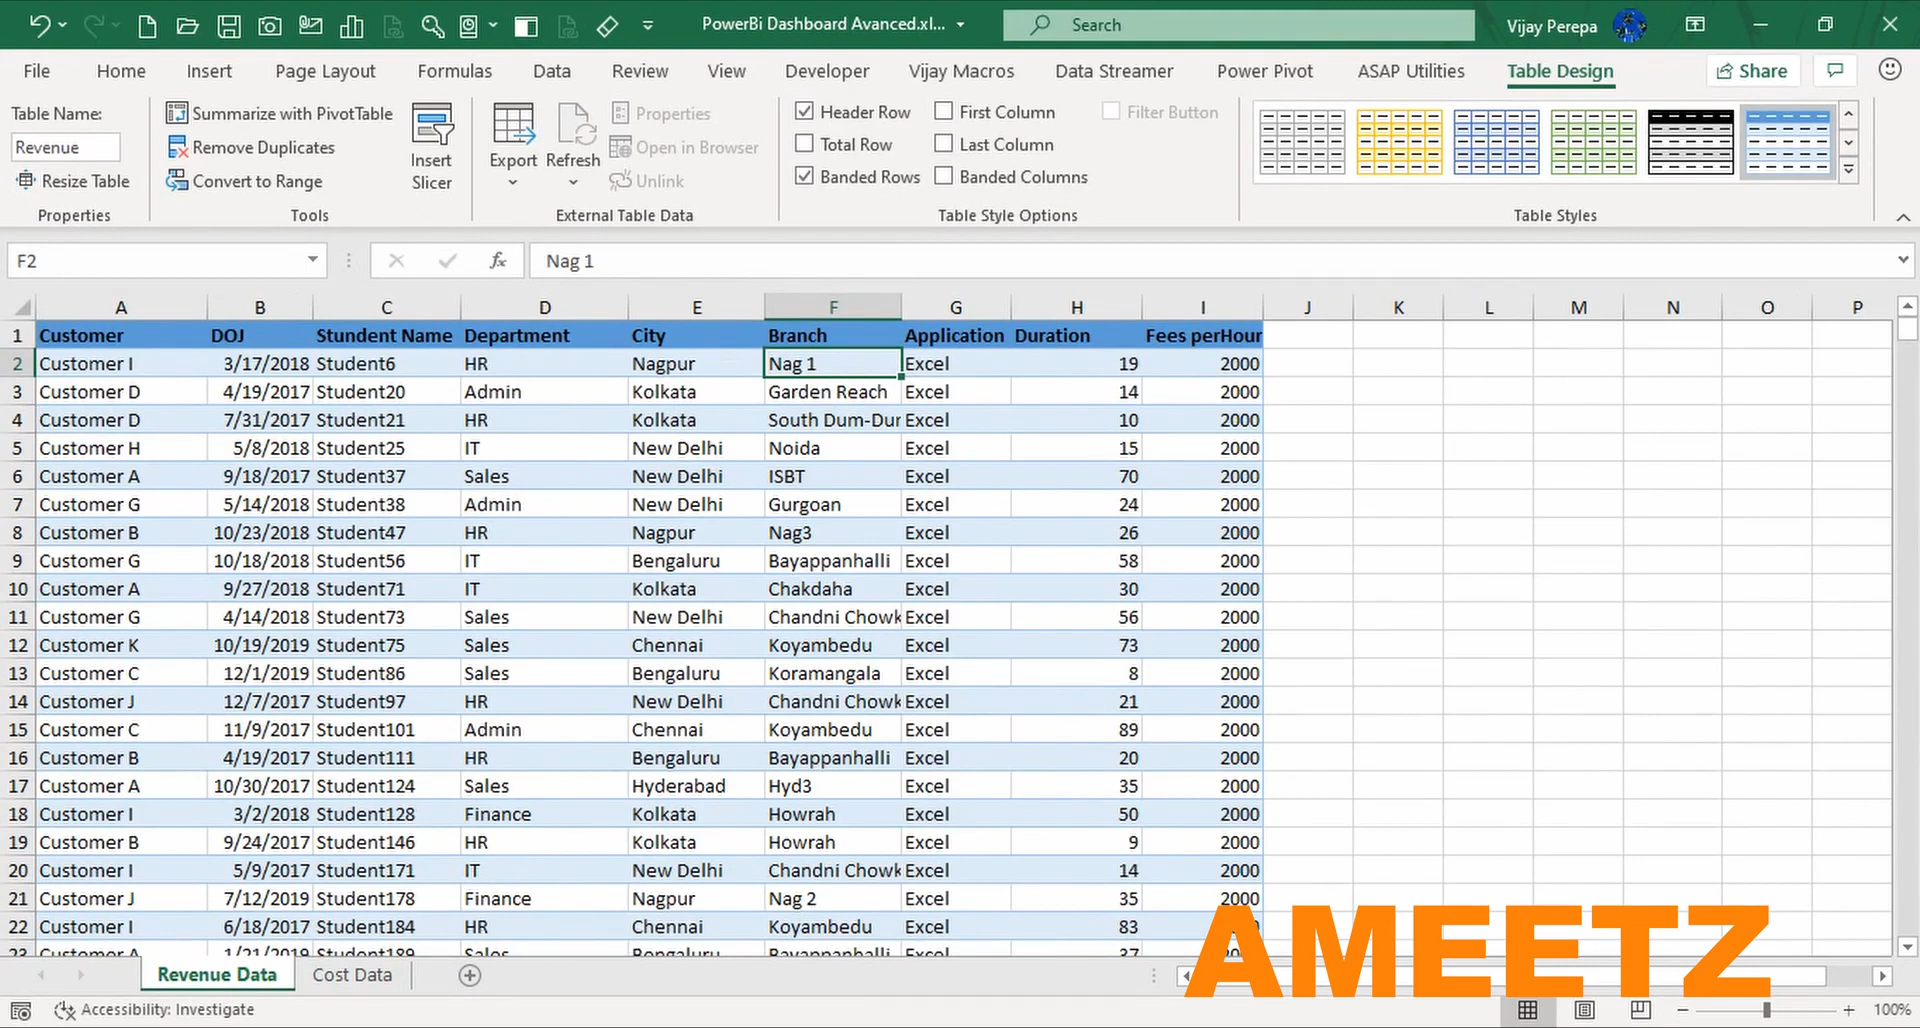 PowerBi Dashboard Avanced.xl...
Search
Vijay Perepa
File Home Insert Page Layout Formulas Data Review View Developer Vijay Macros Data Streamer Power Pivot ASAP Utilities Table Design Share
Table Name:
Revenue
Resize Table
Properties
Summarize with PivotTable
Remove Duplicates
Convert to Range
Tools
Insert
Slicer
Export
Refresh
Properties
Open in Browser
Unlink
External Table Data
Header Row First Column Filter Button
Total Row Last Column
Banded Rows Banded Columns
Table Style Options
Table Styles
F2 fx Nag 1
A B C D E F G H I J K L M N O P
1 Customer DOJ Stundent Name Department City Branch Application Duration Fees perHour
2 Customer I 3/17/2018 Student6 HR Nagpur Nag 1 Excel 19 2000
3 Customer D 4/19/2017 Student20 Admin Kolkata Garden Reach Excel 14 2000
4 Customer D 7/31/2017 Student21 HR Kolkata South Dum-Dur Excel 10 2000
5 Customer H 5/8/2018 Student25 IT New Delhi Noida Excel 15 2000
6 Customer A 9/18/2017 Student37 Sales New Delhi ISBT Excel 70 2000
7 Customer G 5/14/2018 Student38 Admin New Delhi Gurgoan Excel 24 2000
8 Customer B 10/23/2018 Student47 HR Nagpur Nag3 Excel 26 2000
9 Customer G 10/18/2018 Student56 IT Bengaluru Bayappanhalli Excel 58 2000
10 Customer A 9/27/2018 Student71 IT Kolkata Chakdaha Excel 30 2000
11 Customer G 4/14/2018 Student73 Sales New Delhi Chandni Chowk Excel 56 2000
12 Customer K 10/19/2019 Student75 Sales Chennai Koyambedu Excel 73 2000
13 Customer C 12/1/2019 Student86 Sales Bengaluru Koramangala Excel 8 2000
14 Customer J 12/7/2017 Student97 HR New Delhi Chandni Chowk Excel 21 2000
15 Customer C 11/9/2017 Student101 Admin Chennai Koyambedu Excel 89 2000
16 Customer B 4/19/2017 Student111 HR Bengaluru Bayappanhalli Excel 20 2000
17 Customer A 10/30/2017 Student124 Sales Hyderabad Hyd3 Excel 35 2000
18 Customer I 3/2/2018 Student128 Finance Kolkata Howrah Excel 50 2000
19 Customer B 9/24/2017 Student146 HR Kolkata Howrah Excel 9 2000
20 Customer I 5/9/2017 Student171 IT New Delhi Chandni Chowk Excel 14 2000
21 Customer J 7/12/2019 Student178 Finance Nagpur Nag 2 Excel 35 2000
22 Customer I 6/18/2017 Student184 HR Chennai Koyambedu Excel 83
23 Customer A 1/21/2019 Student189 Sales Bengaluru Bayappanhalli Excel 37
AMEETZ
Revenue Data Cost Data
Accessibility: Investigate
100%